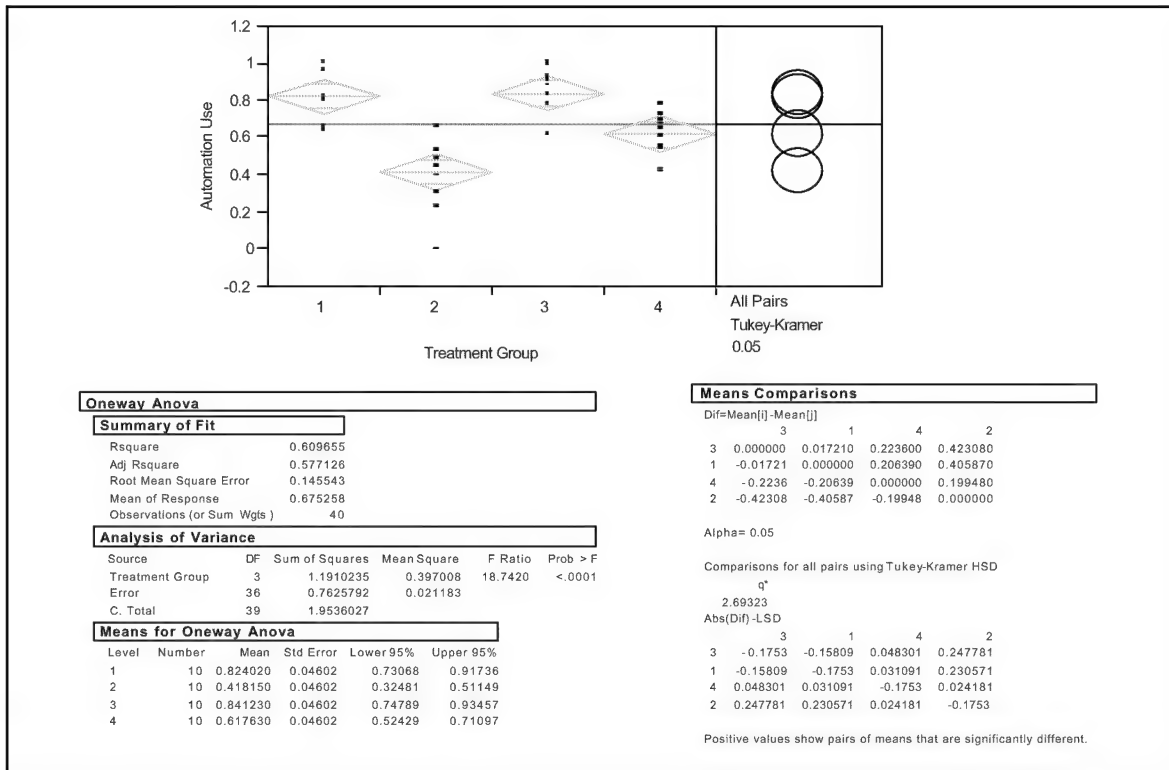 1.2
1
0.8
0.6
0.4
0.2
0
-0.2
Automation Use
1 2 3 4
Treatment Group
All Pairs
Tukey-Kramer
0.05
Oneway Anova
Summary of Fit
Rsquare 0.609655
Adj Rsquare 0.577126
Root Mean Square Error 0.145543
Mean of Response 0.675258
Observations (or Sum Wgts ) 40
Analysis of Variance
Source DF Sum of Squares Mean Square F Ratio Prob > F
Treatment Group 3 1.1910235 0.397008 18.7420 <.0001
Error 36 0.7625792 0.021183
C. Total 39 1.9536027
Means for Oneway Anova
Level Number Mean Std Error Lower 95% Upper 95%
1 10 0.824020 0.04602 0.73068 0.91736
2 10 0.418150 0.04602 0.32481 0.51149
3 10 0.841230 0.04602 0.74789 0.93457
4 10 0.617630 0.04602 0.52429 0.71097
Means Comparisons
Dif=Mean[i]-Mean[j]
3 1 4 2
3 0.000000 0.017210 0.223600 0.423080
1 -0.01721 0.000000 0.206390 0.405870
4 -0.2236 -0.20639 0.000000 0.199480
2 -0.42308 -0.40587 -0.19948 0.000000
Alpha= 0.05
Comparisons for all pairs using Tukey-Kramer HSD
q*
2.69323
Abs(Dif)-LSD
3 1 4 2
3 -0.1753 -0.15809 0.048301 0.247781
1 -0.15809 -0.1753 0.031091 0.230571
4 0.048301 0.031091 -0.1753 0.024181
2 0.247781 0.230571 0.024181 -0.1753
Positive values show pairs of means that are significantly different.